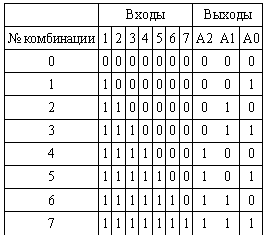 Входы Выходы
№ комбинации 1 2 3 4 5 6 7 A2 A1 A0
0 0 0 0 0 0 0 0 0 0 0
1 1 0 0 0 0 0 0 0 0 1
2 1 1 0 0 0 0 0 0 1 0
3 1 1 1 0 0 0 0 0 1 1
4 1 1 1 1 0 0 0 1 0 0
5 1 1 1 1 1 1 0 1 0 1
6 1 1 1 1 1 1 0 1 1 0
7 1 1 1 1 1 1 1 1 1 1